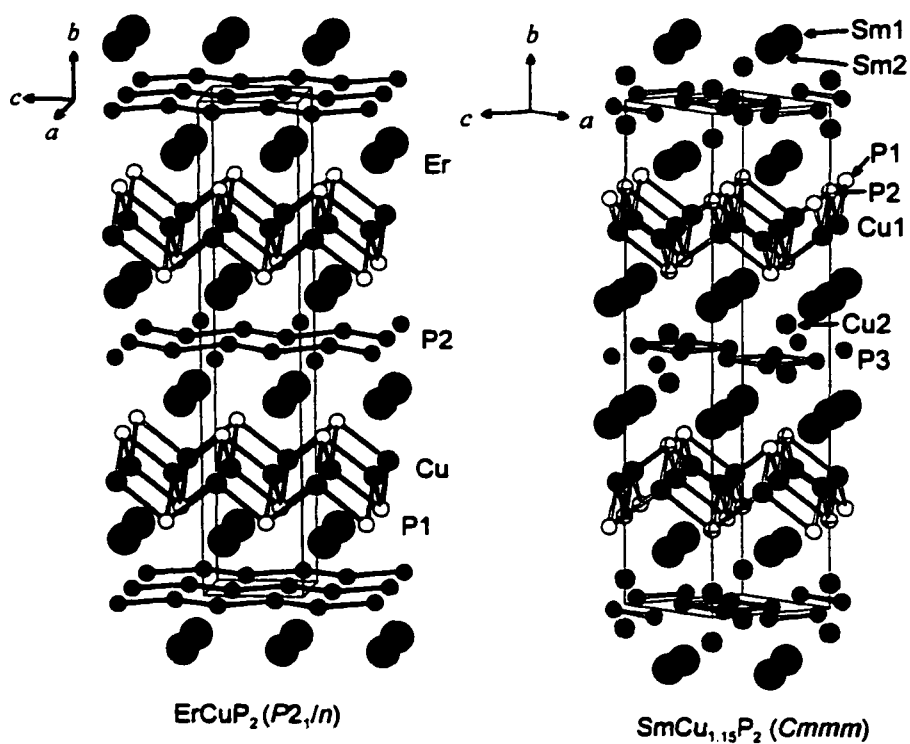 b
c
a
Er
P2
Cu
P1
ErCuP₂ (P2₁/n)
b
c
a
Sm1
Sm2
P1
P2
Cu1
Cu2
P3
SmCu₁.₁₅P₂ (Cmmm)